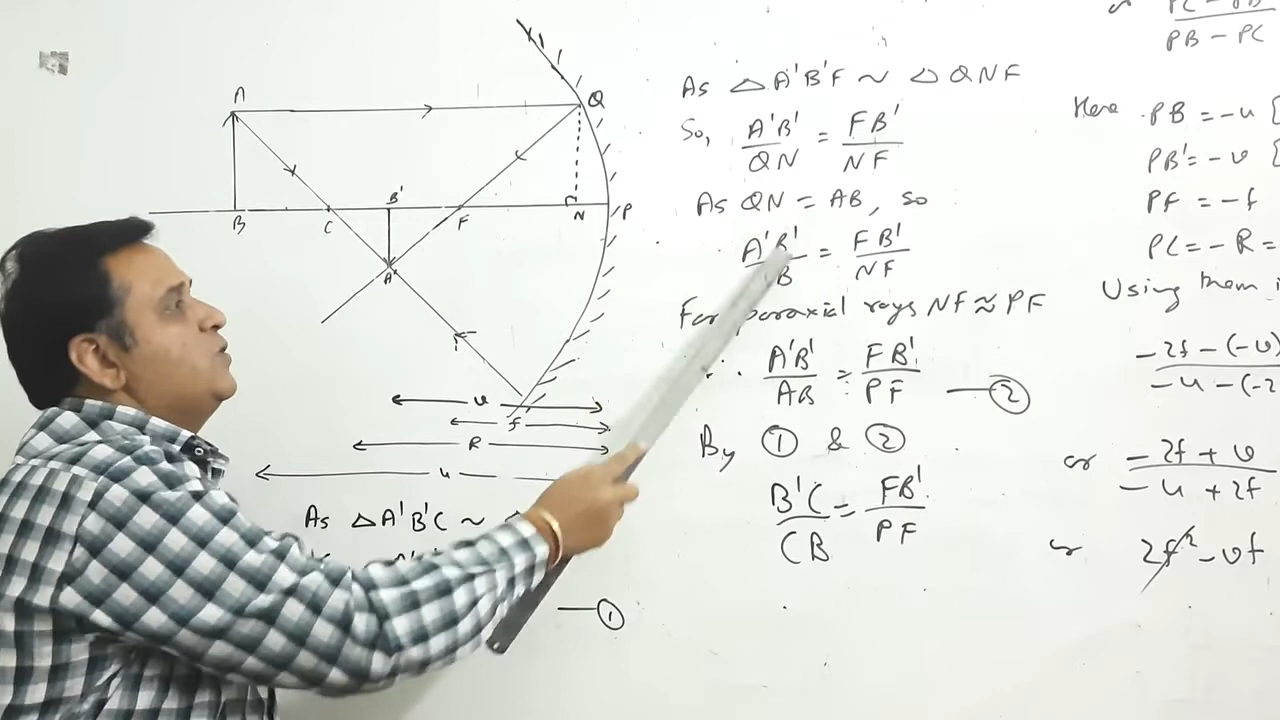 A
Q
B
C
B'
F
N
P
A'
v
f
R
u
As △A'B'C ~
— ①
As △A'B'F ~ △QNF
So, A'B'/QN = FB'/NF
As QN = AB, so
A'B'/AB = FB'/NF
For paraxial rays NF ≈ PF
∴ A'B'/AB = FB'/PF — ②
By ① & ②
B'C/CB = FB'/PF
PB - PC
Here PB = -u {
PB' = -v {
PF = -f
PC = -R =
Using them
-2f - (-v)
-u - (-2
or -2f + v / -u + 2f
or 2f² - vf